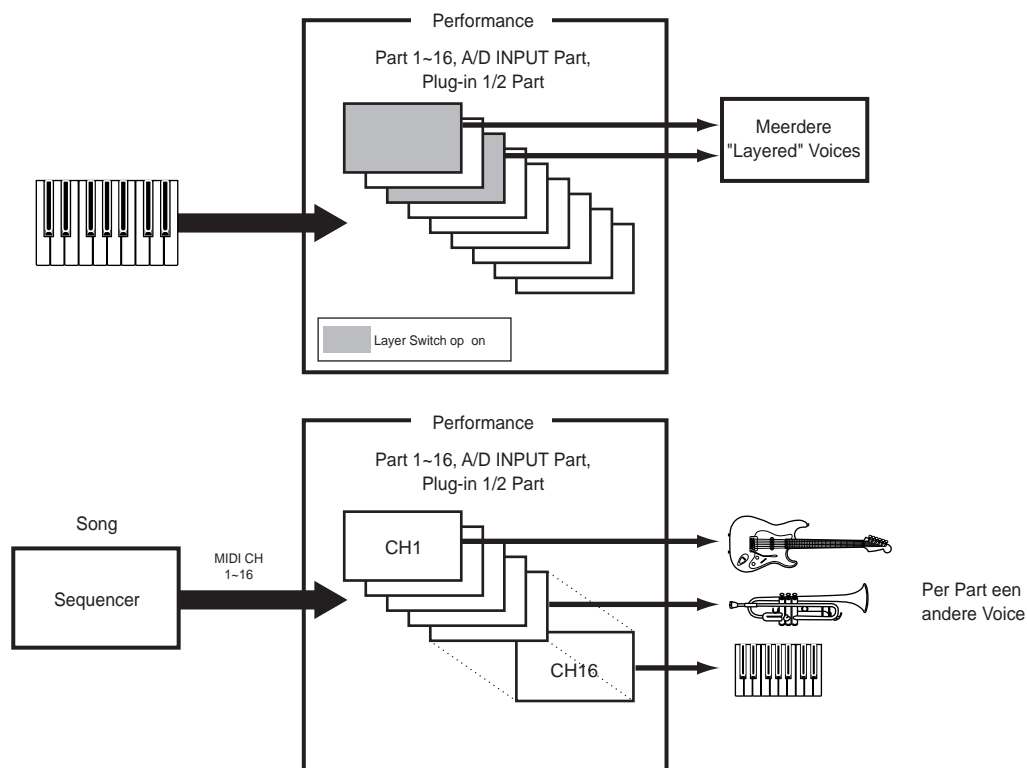 Performance
Part 1~16, A/D INPUT Part,
Plug-in 1/2 Part
Meerdere
"Layered" Voices
Layer Switch op on
Performance
Part 1~16, A/D INPUT Part,
Plug-in 1/2 Part
Song
Sequencer
MIDI CH
1~16
CH1
CH16
Per Part een
andere Voice